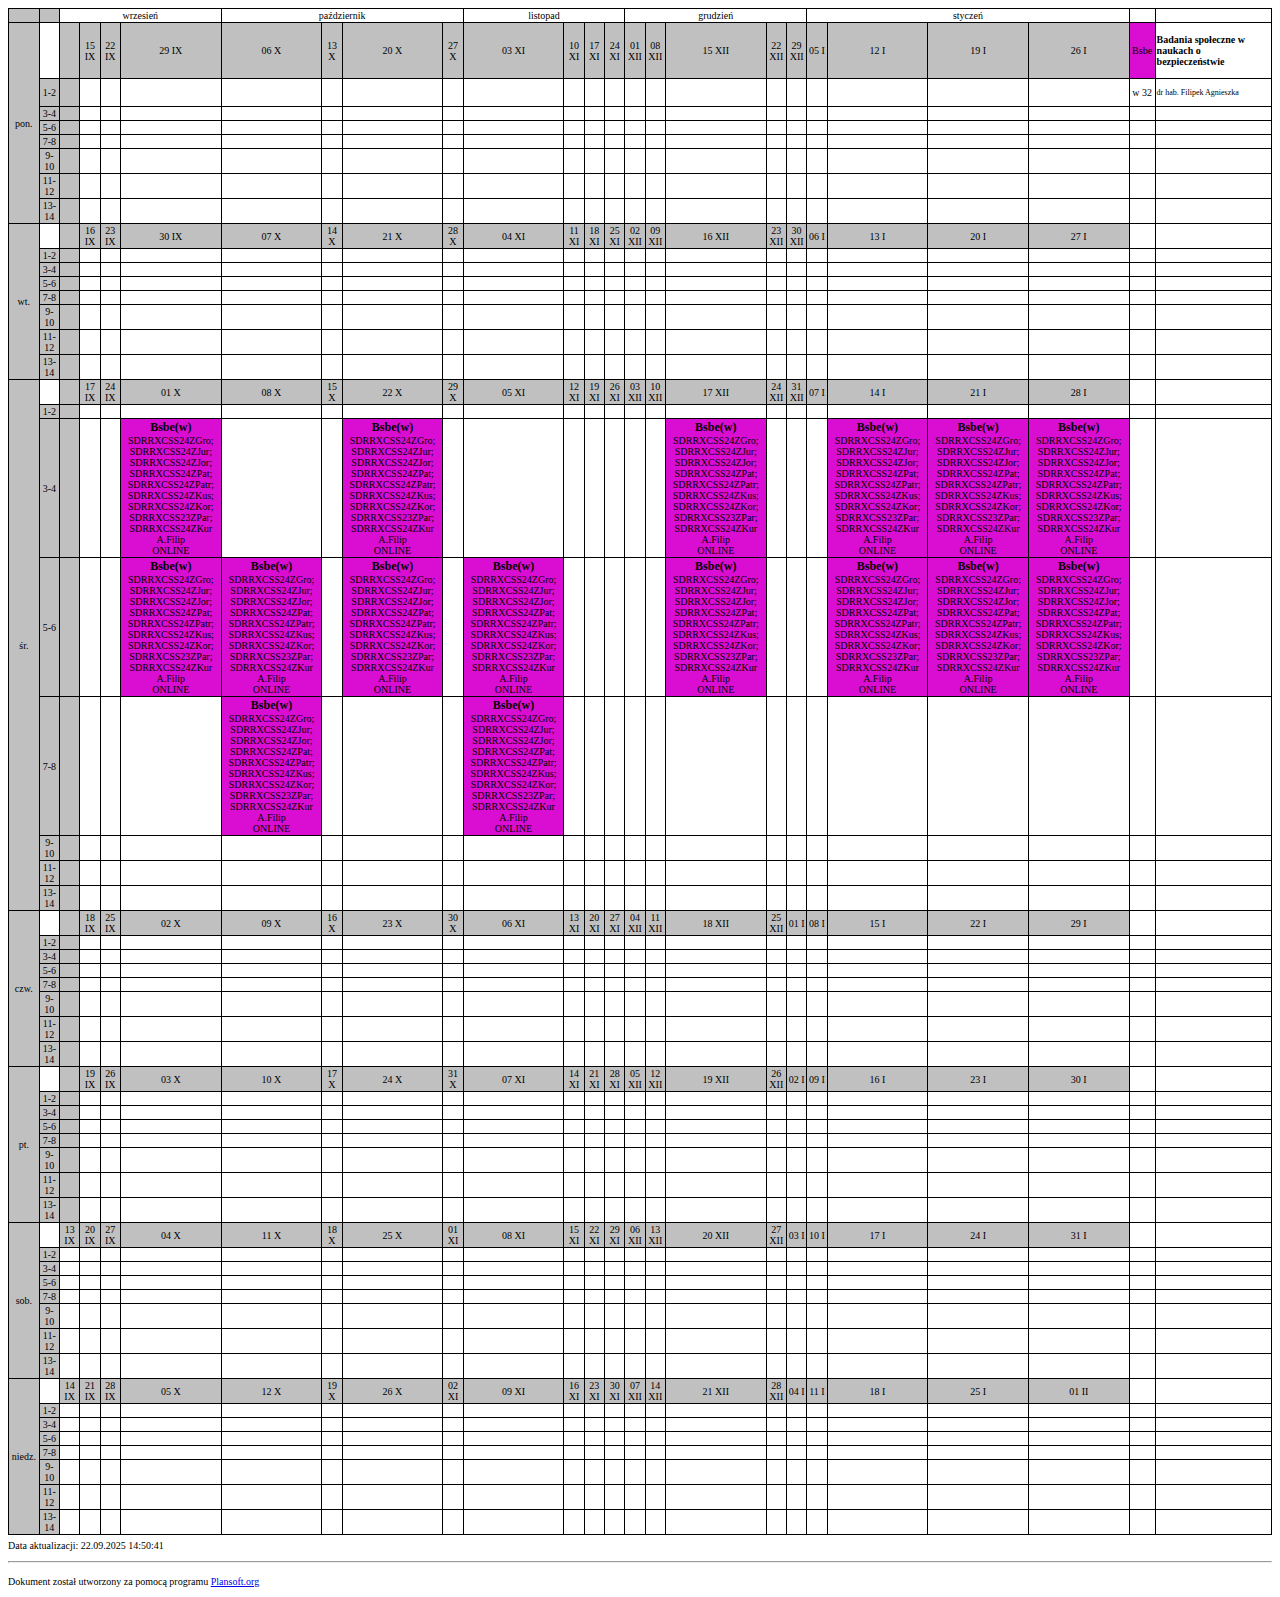 wrzesień październik listopad grudzień styczeń
pon. 15 IX 22 IX 29 IX 06 X 13 X 20 X 27 X 03 XI 10 XI 17 XI 24 XI 01 XII 08 XII 15 XII 22 XII 29 XII 05 I 12 I 19 I 26 I Bsbe Badania społeczne w naukach o bezpieczeństwie
1-2 w 32 dr hab. Filipek Agnieszka
3-4
5-6
7-8
9-10
11-12
13-14
wt. 16 IX 23 IX 30 IX 07 X 14 X 21 X 28 X 04 XI 11 XI 18 XI 25 XI 02 XII 09 XII 16 XII 23 XII 30 XII 06 I 13 I 20 I 27 I
1-2
3-4
5-6
7-8
9-10
11-12
13-14
śr. 17 IX 24 IX 01 X 08 X 15 X 22 X 29 X 05 XI 12 XI 19 XI 26 XI 03 XII 10 XII 17 XII 24 XII 31 XII 07 I 14 I 21 I 28 I
1-2
3-4
Bsbe(w) Bsbe(w) Bsbe(w) Bsbe(w) Bsbe(w) Bsbe(w)
SDRRXCSS24ZGro; SDRRXCSS24ZGro; SDRRXCSS24ZGro; SDRRXCSS24ZGro; SDRRXCSS24ZGro; SDRRXCSS24ZGro;
SDRRXCSS24ZJur; SDRRXCSS24ZJur; SDRRXCSS24ZJur; SDRRXCSS24ZJur; SDRRXCSS24ZJur; SDRRXCSS24ZJur;
SDRRXCSS24ZJor; SDRRXCSS24ZJor; SDRRXCSS24ZJor; SDRRXCSS24ZJor; SDRRXCSS24ZJor; SDRRXCSS24ZJor;
SDRRXCSS24ZPat; SDRRXCSS24ZPat; SDRRXCSS24ZPat; SDRRXCSS24ZPat; SDRRXCSS24ZPat; SDRRXCSS24ZPat;
SDRRXCSS24ZPatr; SDRRXCSS24ZPatr; SDRRXCSS24ZPatr; SDRRXCSS24ZPatr; SDRRXCSS24ZPatr; SDRRXCSS24ZPatr;
SDRRXCSS24ZKus; SDRRXCSS24ZKus; SDRRXCSS24ZKus; SDRRXCSS24ZKus; SDRRXCSS24ZKus; SDRRXCSS24ZKus;
SDRRXCSS24ZKor; SDRRXCSS24ZKor; SDRRXCSS24ZKor; SDRRXCSS24ZKor; SDRRXCSS24ZKor; SDRRXCSS24ZKor;
SDRRXCSS23ZPar; SDRRXCSS23ZPar; SDRRXCSS23ZPar; SDRRXCSS23ZPar; SDRRXCSS23ZPar; SDRRXCSS23ZPar;
SDRRXCSS24ZKur SDRRXCSS24ZKur SDRRXCSS24ZKur SDRRXCSS24ZKur SDRRXCSS24ZKur SDRRXCSS24ZKur
A.Filip A.Filip A.Filip A.Filip A.Filip A.Filip
ONLINE ONLINE ONLINE ONLINE ONLINE ONLINE
5-6
Bsbe(w) Bsbe(w) Bsbe(w) Bsbe(w) Bsbe(w) Bsbe(w) Bsbe(w) Bsbe(w)
SDRRXCSS24ZGro; SDRRXCSS24ZGro; SDRRXCSS24ZGro; SDRRXCSS24ZGro; SDRRXCSS24ZGro; SDRRXCSS24ZGro; SDRRXCSS24ZGro; SDRRXCSS24ZGro;
SDRRXCSS24ZJur; SDRRXCSS24ZJur; SDRRXCSS24ZJur; SDRRXCSS24ZJur; SDRRXCSS24ZJur; SDRRXCSS24ZJur; SDRRXCSS24ZJur; SDRRXCSS24ZJur;
SDRRXCSS24ZJor; SDRRXCSS24ZJor; SDRRXCSS24ZJor; SDRRXCSS24ZJor; SDRRXCSS24ZJor; SDRRXCSS24ZJor; SDRRXCSS24ZJor; SDRRXCSS24ZJor;
SDRRXCSS24ZPat; SDRRXCSS24ZPat; SDRRXCSS24ZPat; SDRRXCSS24ZPat; SDRRXCSS24ZPat; SDRRXCSS24ZPat; SDRRXCSS24ZPat; SDRRXCSS24ZPat;
SDRRXCSS24ZPatr; SDRRXCSS24ZPatr; SDRRXCSS24ZPatr; SDRRXCSS24ZPatr; SDRRXCSS24ZPatr; SDRRXCSS24ZPatr; SDRRXCSS24ZPatr; SDRRXCSS24ZPatr;
SDRRXCSS24ZKus; SDRRXCSS24ZKus; SDRRXCSS24ZKus; SDRRXCSS24ZKus; SDRRXCSS24ZKus; SDRRXCSS24ZKus; SDRRXCSS24ZKus; SDRRXCSS24ZKus;
SDRRXCSS24ZKor; SDRRXCSS24ZKor; SDRRXCSS24ZKor; SDRRXCSS24ZKor; SDRRXCSS24ZKor; SDRRXCSS24ZKor; SDRRXCSS24ZKor; SDRRXCSS24ZKor;
SDRRXCSS23ZPar; SDRRXCSS23ZPar; SDRRXCSS23ZPar; SDRRXCSS23ZPar; SDRRXCSS23ZPar; SDRRXCSS23ZPar; SDRRXCSS23ZPar; SDRRXCSS23ZPar;
SDRRXCSS24ZKur SDRRXCSS24ZKur SDRRXCSS24ZKur SDRRXCSS24ZKur SDRRXCSS24ZKur SDRRXCSS24ZKur SDRRXCSS24ZKur SDRRXCSS24ZKur
A.Filip A.Filip A.Filip A.Filip A.Filip A.Filip A.Filip A.Filip
ONLINE ONLINE ONLINE ONLINE ONLINE ONLINE ONLINE ONLINE
7-8
Bsbe(w) Bsbe(w)
SDRRXCSS24ZGro; SDRRXCSS24ZGro;
SDRRXCSS24ZJur; SDRRXCSS24ZJur;
SDRRXCSS24ZJor; SDRRXCSS24ZJor;
SDRRXCSS24ZPat; SDRRXCSS24ZPat;
SDRRXCSS24ZPatr; SDRRXCSS24ZPatr;
SDRRXCSS24ZKus; SDRRXCSS24ZKus;
SDRRXCSS24ZKor; SDRRXCSS24ZKor;
SDRRXCSS23ZPar; SDRRXCSS23ZPar;
SDRRXCSS24ZKur SDRRXCSS24ZKur
A.Filip A.Filip
ONLINE ONLINE
9-10
11-12
13-14
czw. 18 IX 25 IX 02 X 09 X 16 X 23 X 30 X 06 XI 13 XI 20 XI 27 XI 04 XII 11 XII 18 XII 25 XII 01 I 08 I 15 I 22 I 29 I
1-2
3-4
5-6
7-8
9-10
11-12
13-14
pt. 19 IX 26 IX 03 X 10 X 17 X 24 X 31 X 07 XI 14 XI 21 XI 28 XI 05 XII 12 XII 19 XII 26 XII 02 I 09 I 16 I 23 I 30 I
1-2
3-4
5-6
7-8
9-10
11-12
13-14
sob. 13 IX 20 IX 27 IX 04 X 11 X 18 X 25 X 01 XI 08 XI 15 XI 22 XI 29 XI 06 XII 13 XII 20 XII 27 XII 03 I 10 I 17 I 24 I 31 I
1-2
3-4
5-6
7-8
9-10
11-12
13-14
niedz. 14 IX 21 IX 28 IX 05 X 12 X 19 X 26 X 02 XI 09 XI 16 XI 23 XI 30 XI 07 XII 14 XII 21 XII 28 XII 04 I 11 I 18 I 25 I 01 II
1-2
3-4
5-6
7-8
9-10
11-12
13-14
Data aktualizacji: 22.09.2025 14:50:41
Dokument został utworzony za pomocą programu Plansoft.org